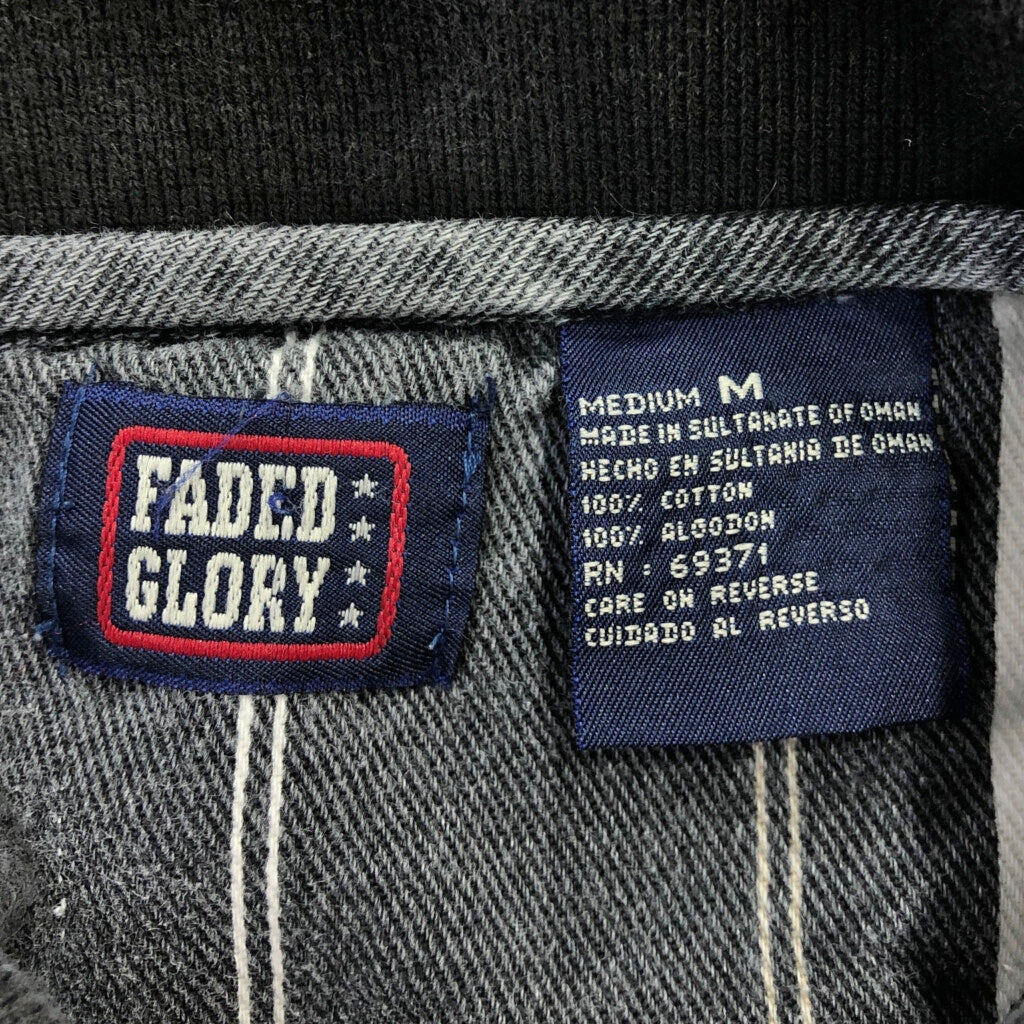 FADED
GLORY
MEDIUM M
MADE IN SULTANATE OF OMAN
HECHO EN SULTANIA DE OMAN
100% COTTON
100% ALGODON
RN : 69371
CARE ON REVERSE
CUIDADO AL REVERSO